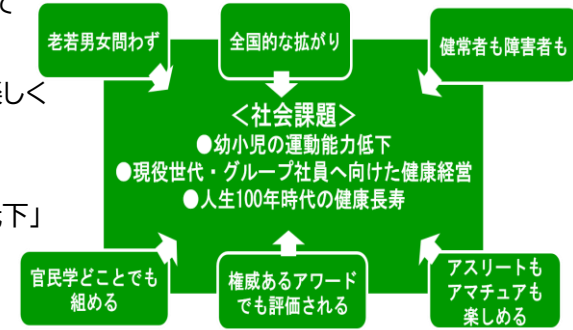 て
老若男女問わず
全国的な拡がり
健常者も障害者も
しく
＜社会課題＞
●幼小児の運動能力低下
●現役世代・グループ社員へ向けた健康経営
●人生100年時代の健康長寿
下」
官民学どこでも
組める
権威あるアワード
でも評価される
アスリートも
アマチュアも
楽しめる